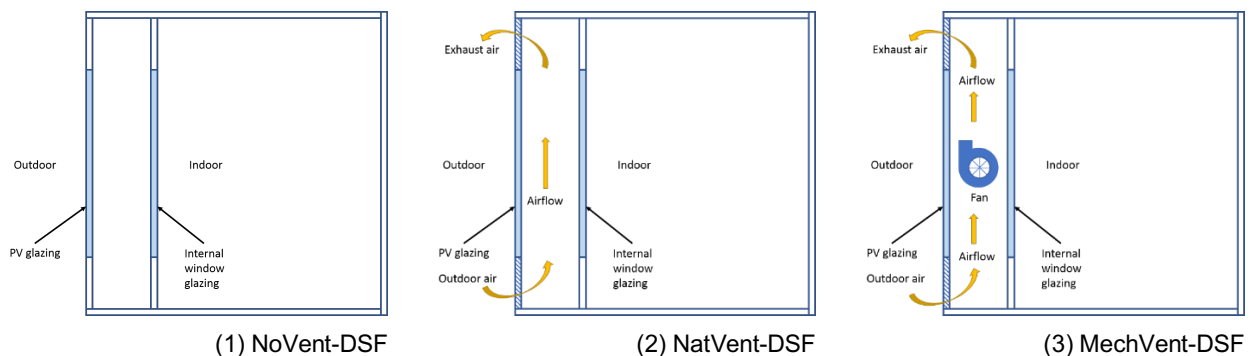 Outdoor
Indoor
PV glazing
Internal
window
glazing
(1) NoVent-DSF
Exhaust air
Outdoor
Indoor
Airflow
PV glazing
Internal
window
glazing
Outdoor air
(2) NatVent-DSF
Exhaust air
Airflow
Outdoor
Indoor
Fan
PV glazing
Airflow
Internal
window
glazing
Outdoor air
(3) MechVent-DSF